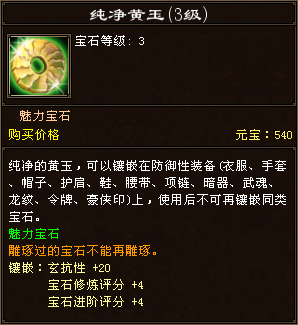 纯净黄玉(3级)
宝石等级: 3
魅力宝石
购买价格 元宝: 540
纯净的黄玉，可以镶嵌在防御性装备(衣服、手套
、帽子、护肩、鞋、腰带、项链、暗器、武魂、
龙纹、令牌、豪侠印)上，使用后不可再镶嵌同类
宝石。
魅力宝石
雕琢过的宝石不能再雕琢。
镶嵌: 玄抗性 +20
宝石修炼评分 +4
宝石进阶评分 +4